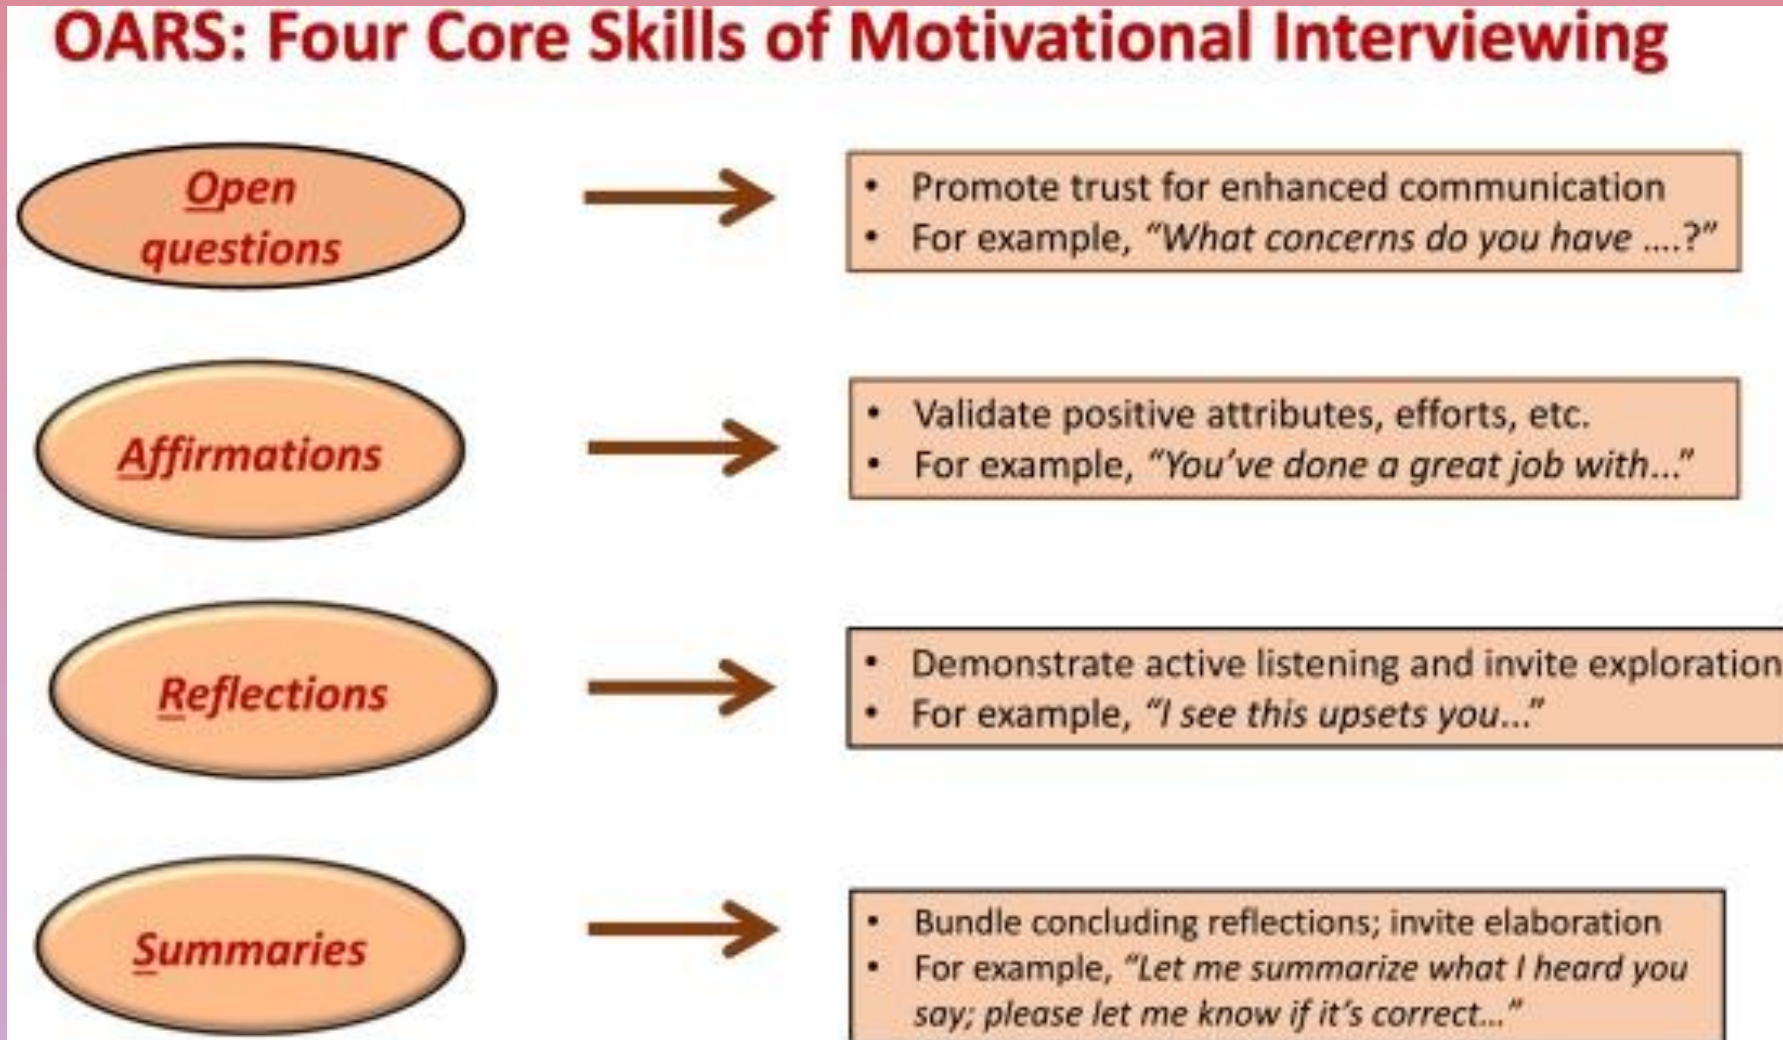 OARS: Four Core Skills of Motivational Interviewing
Open
questions
• Promote trust for enhanced communication
• For example, “What concerns do you have ....?”
Affirmations
• Validate positive attributes, efforts, etc.
• For example, “You’ve done a great job with...”
Reflections
• Demonstrate active listening and invite exploration
• For example, “I see this upsets you...”
Summaries
• Bundle concluding reflections; invite elaboration
• For example, “Let me summarize what I heard you
say; please let me know if it’s correct...”